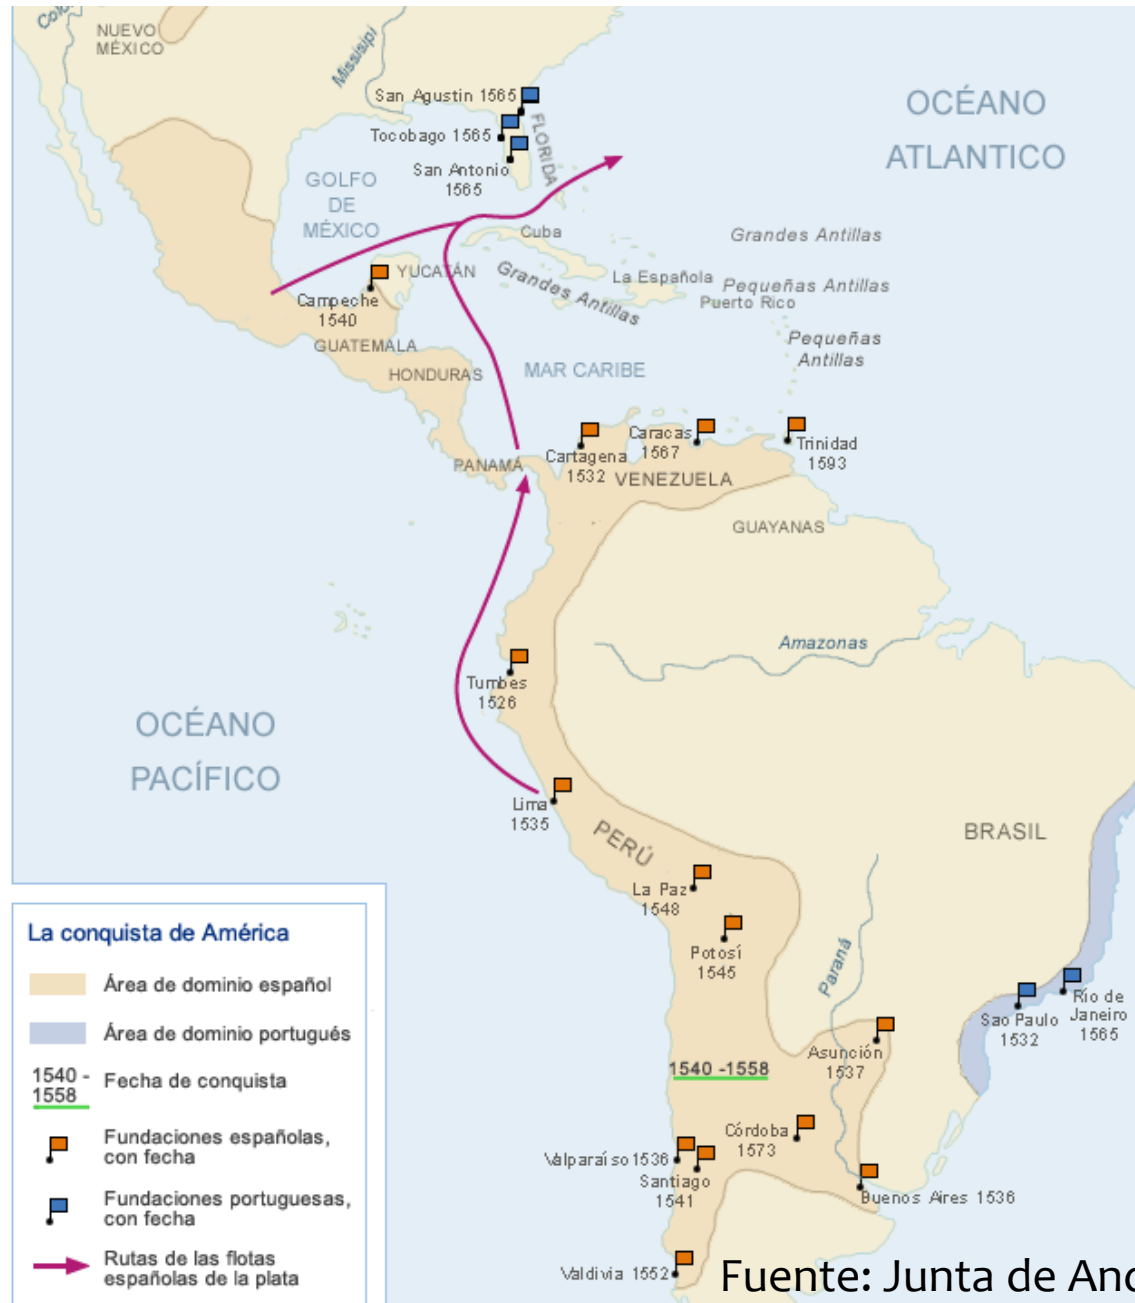 Colo
NUEVO
MÉXICO
Missisipi
San Agustin 1565
Tocobago 1565
San Antonio
1565
FLORIDA
OCÉANO
ATLANTICO
GOLFO
DE
MÉXICO
Cuba
Grandes Antillas
La Española
Grandes Antillas
Pequeñas Antillas
Puerto Rico
Pequeñas
Antillas
YUCATÁN
Campeche
1540
GUATEMALA
HONDURAS
MAR CARIBE
PANAMÁ
Cartagena
1532
Caracas
1567
Trinidad
1593
VENEZUELA
GUAYANAS
Amazonas
Tumbes
1526
OCÉANO
PACÍFICO
Lima
1535
PERÚ
BRASIL
La Paz
1548
Potosí
1545
Paraná
Sao Paulo
1532
Río de
Janeiro
1565
Asunción
1537
1540 -1558
Córdoba
1573
Valparaíso1536
Santiago
1541
Buenos Aires 1536
Valdivia 1552
La conquista de América
Área de dominio español
Área de dominio portugués
1540 -
1558
Fecha de conquista
Fundaciones españolas,
con fecha
Fundaciones portuguesas,
con fecha
Rutas de las flotas
españolas de la plata
Fuente: Junta de And